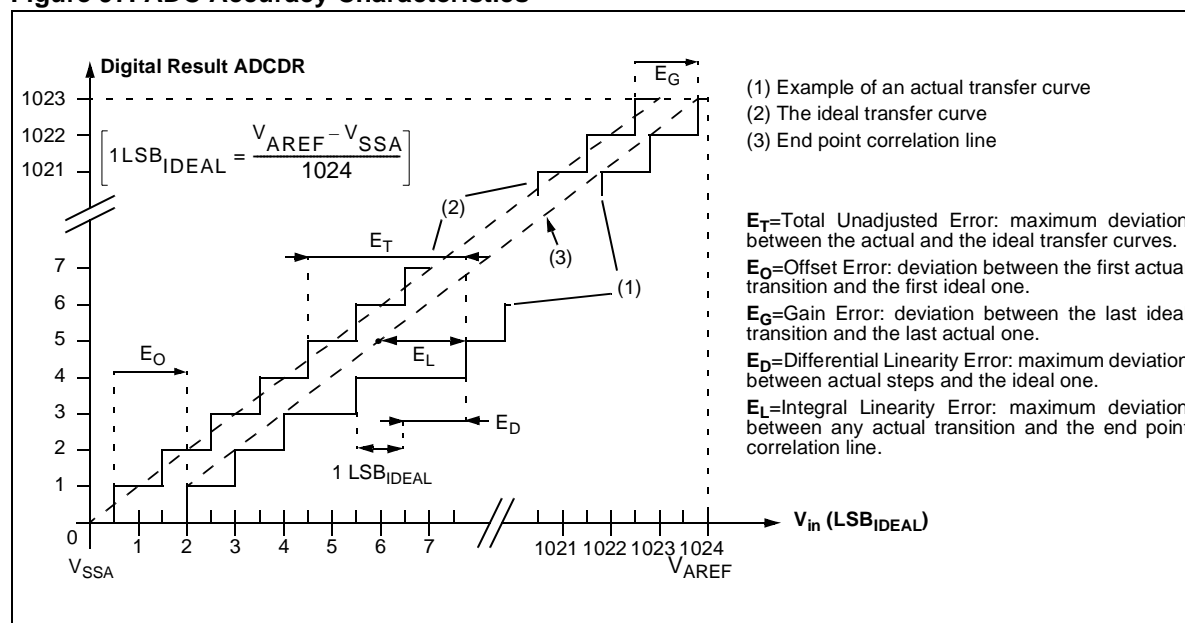 Digital Result ADCDR
1023
1022
1021
1LSB_IDEAL = (V_AREF – V_SSA) / 1024
7
6
5
4
3
2
1
0
E_G
(2)
(3)
(1)
E_T
E_O
E_L
E_D
1 LSB_IDEAL
1 2 3 4 5 6 7 1021 1022 1023 1024
V_SSA
V_AREF
V_in (LSB_IDEAL)
(1) Example of an actual transfer curve
(2) The ideal transfer curve
(3) End point correlation line
E_T=Total Unadjusted Error: maximum deviation
between the actual and the ideal transfer curves.
E_O=Offset Error: deviation between the first actual
transition and the first ideal one.
E_G=Gain Error: deviation between the last ideal
transition and the last actual one.
E_D=Differential Linearity Error: maximum deviation
between actual steps and the ideal one.
E_L=Integral Linearity Error: maximum deviation
between any actual transition and the end point
correlation line.